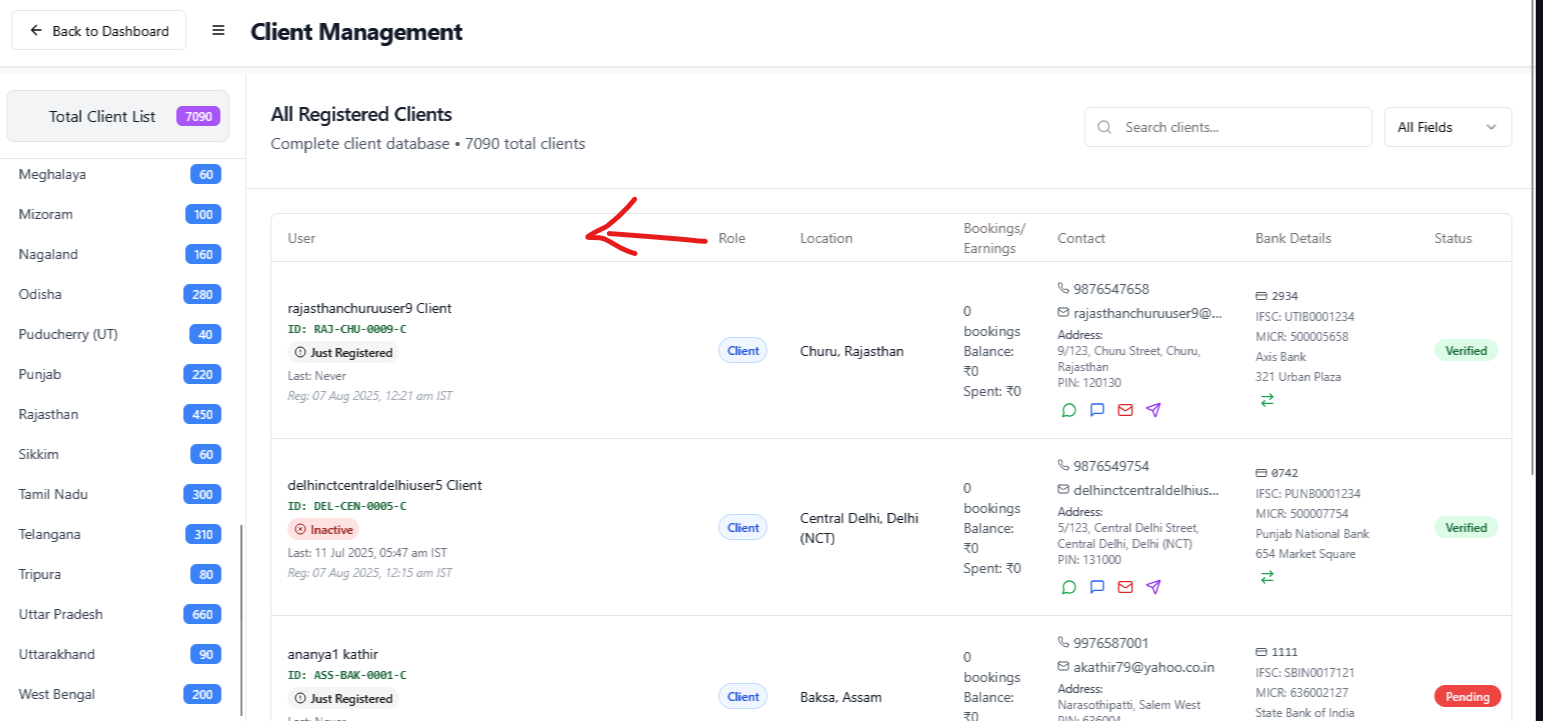 Back to Dashboard
Client Management
Total Client List 7090
Meghalaya 60
Mizoram 100
Nagaland 160
Odisha 280
Puducherry (UT) 40
Punjab 220
Rajasthan 450
Sikkim 60
Tamil Nadu 300
Telangana 310
Tripura 80
Uttar Pradesh 660
Uttarakhand 90
West Bengal 200
All Registered Clients
Complete client database • 7090 total clients
Search clients...
All Fields
User
Role
Location
Bookings/
Earnings
Contact
Bank Details
Status
rajasthanchuruuser9 Client
ID: RAJ-CHU-0009-C
Just Registered
Last: Never
Reg: 07 Aug 2025, 12:21 am IST
Client
Churu, Rajasthan
0
bookings
Balance:
₹0
Spent: ₹0
9876547658
rajasthanchuruuser9@...
Address:
9/123, Churu Street, Churu,
Rajasthan
PIN: 120130
2934
IFSC: UTIB0001234
MICR: 500005658
Axis Bank
321 Urban Plaza
Verified
delhinctcentraldelhiuser5 Client
ID: DEL-CEN-0005-C
Inactive
Last: 11 Jul 2025, 05:47 am IST
Reg: 07 Aug 2025, 12:15 am IST
Client
Central Delhi, Delhi
(NCT)
0
bookings
Balance:
₹0
Spent: ₹0
9876549754
delhinctcentraldelhius...
Address:
5/123, Central Delhi Street,
Central Delhi, Delhi (NCT)
PIN: 131000
0742
IFSC: PUNB0001234
MICR: 500007754
Punjab National Bank
654 Market Square
Verified
ananya1 kathir
ID: ASS-BAK-0001-C
Just Registered
Last: Never
Client
Baksa, Assam
0
bookings
Balance:
₹0
9976587001
akathir79@yahoo.co.in
Address:
Narasothipatti, Salem West
PIN: 636004
1111
IFSC: SBIN0017121
MICR: 636002127
State Bank of India
Pending